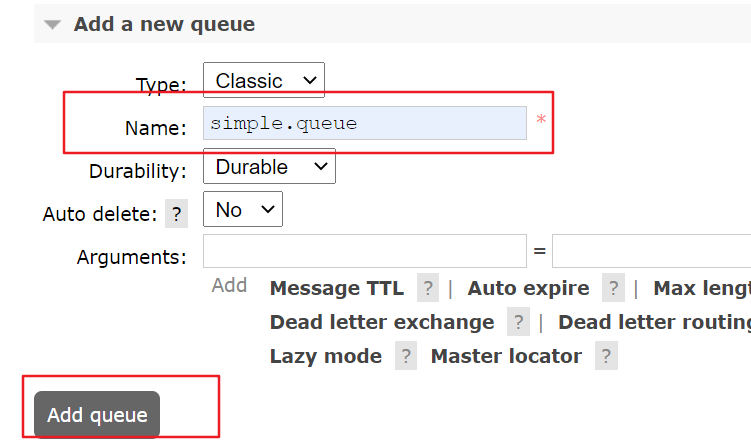 Add a new queue
Type: Classic
Name: simple.queue *
Durability: Durable
Auto delete: ? No
Arguments: =
Add Message TTL ? | Auto expire ? | Max lengt
Dead letter exchange ? | Dead letter routing
Lazy mode ? Master locator ?
Add queue